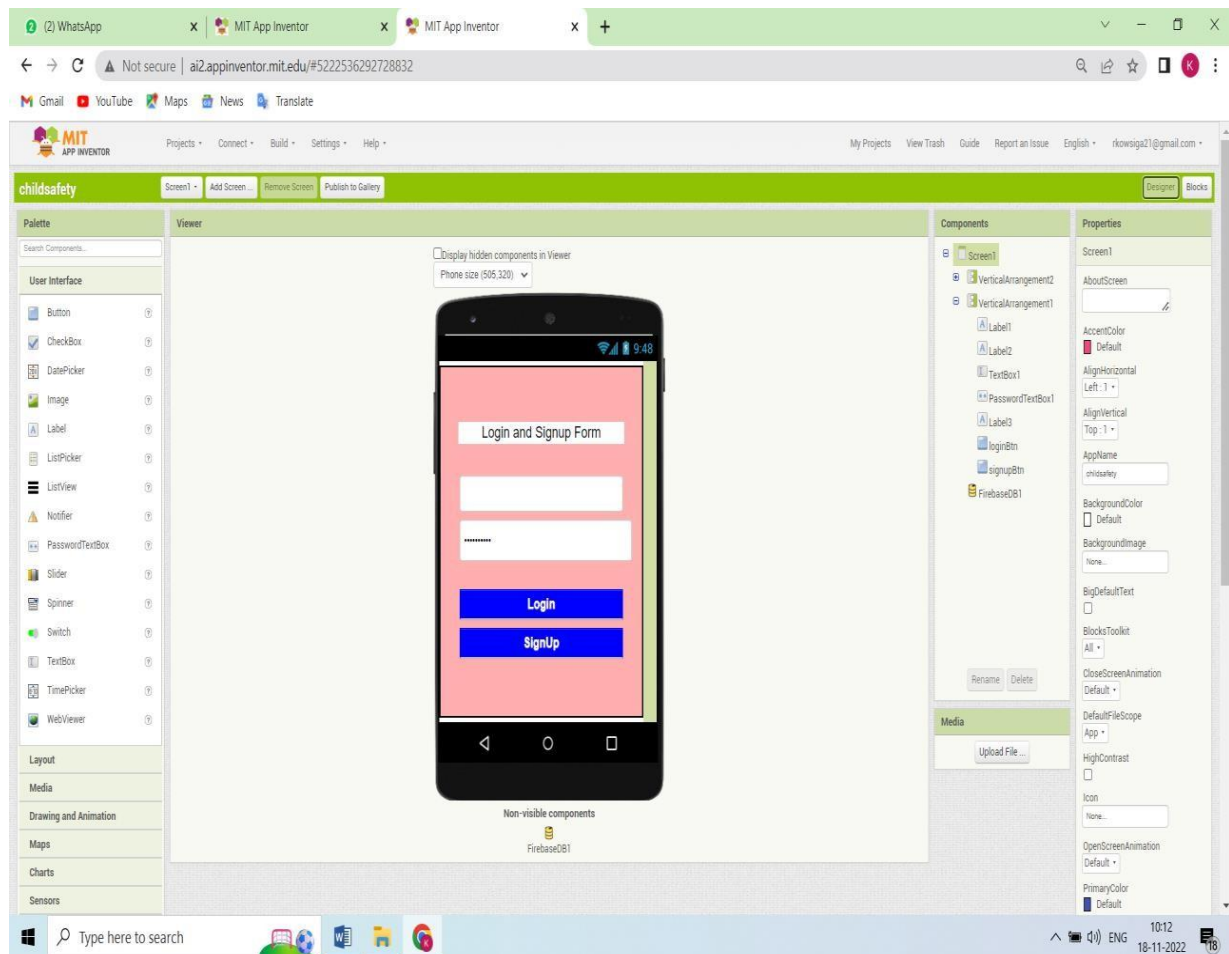 (2) WhatsApp
MIT App Inventor
MIT App Inventor
Not secure | ai2.appinventor.mit.edu/#5222536292728832
K
Gmail YouTube Maps News Translate
MIT
APP INVENTOR
Projects Connect Build Settings Help My Projects View Trash Guide Report an Issue English rkowsiga21@gmail.com
childsafety Screen1 Add Screen ... Remove Screen Publish to Gallery Designer Blocks
Palette
Search Components...
User Interface
Button
CheckBox
DatePicker
Image
Label
ListPicker
ListView
Notifier
PasswordTextBox
Slider
Spinner
Switch
TextBox
TimePicker
WebViewer
Layout
Media
Drawing and Animation
Maps
Charts
Sensors
Viewer
Display hidden components in Viewer
Phone size (505,320)
9:48
Login and Signup Form
Login
SignUp
Non-visible components
FirebaseDB1
Components
Screen1
VerticalArrangement2
VerticalArrangement1
Label1
Label2
TextBox1
PasswordTextBox1
Label3
loginBtn
signupBtn
FirebaseDB1
Rename Delete
Media
Upload File ...
Properties
Screen1
AboutScreen
AccentColor
Default
AlignHorizontal
Left : 1
AlignVertical
Top : 1
AppName
childsafety
BackgroundColor
Default
BackgroundImage
None...
BigDefaultText
BlocksToolkit
All
CloseScreenAnimation
Default
DefaultFileScope
App
HighContrast
Icon
None...
OpenScreenAnimation
Default
PrimaryColor
Default
Type here to search
ENG
10:12
18-11-2022
18